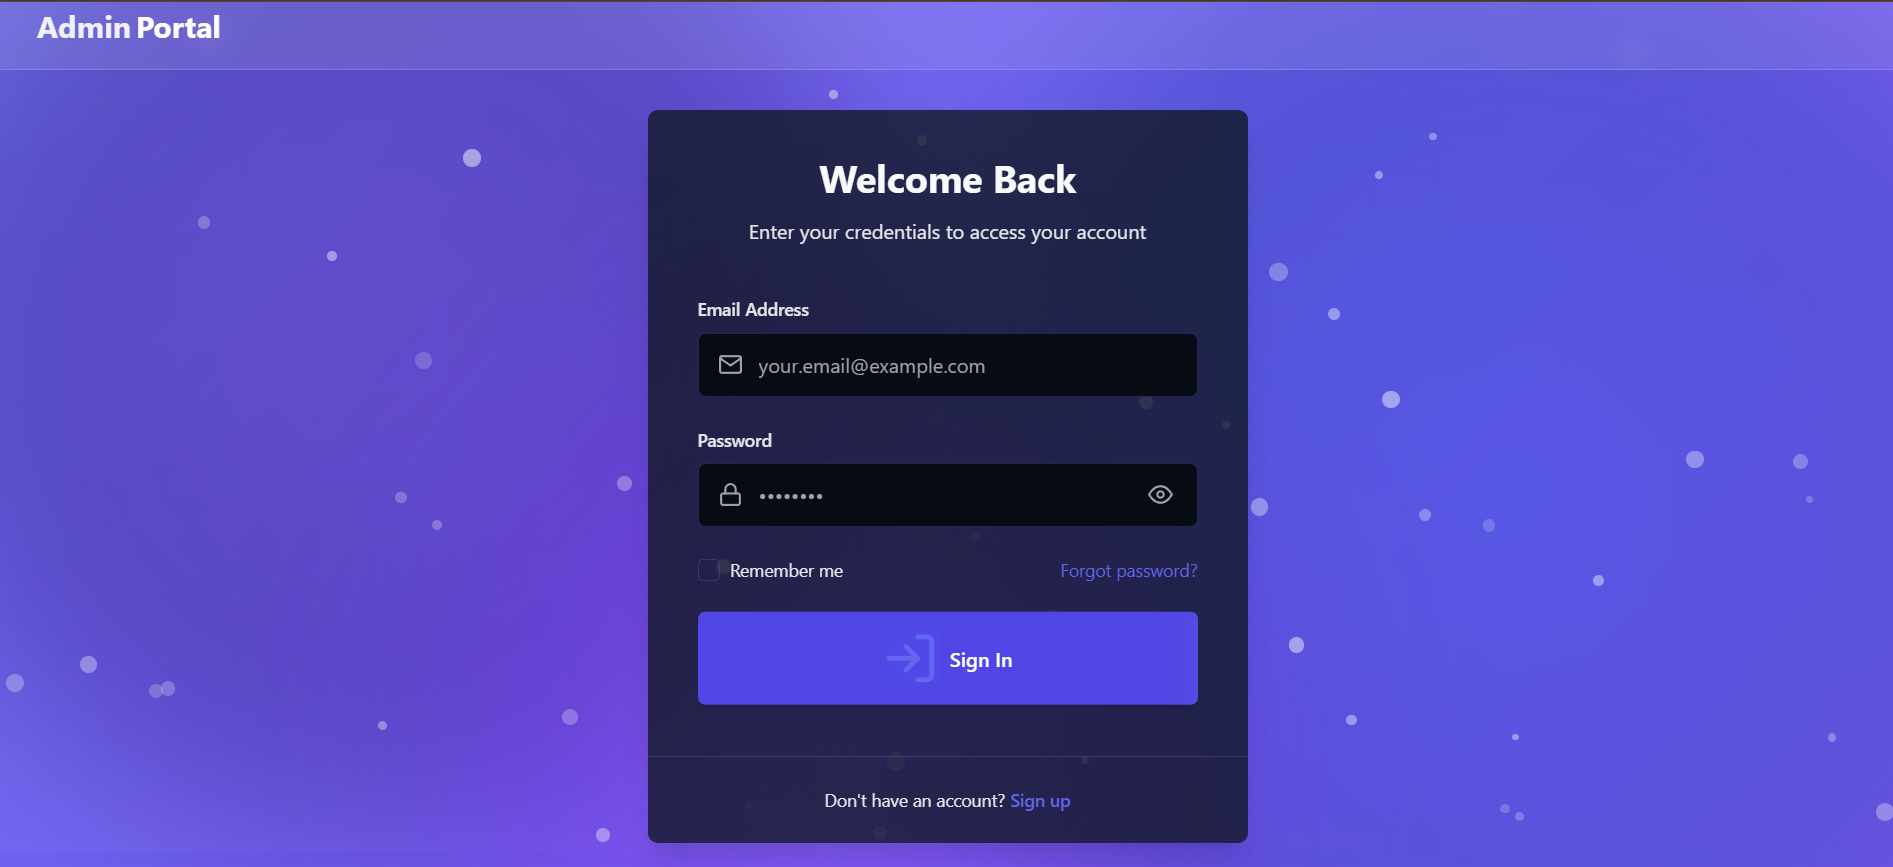 Admin Portal
Welcome Back
Enter your credentials to access your account
Email Address
your.email@example.com
Password
••••••••
Remember me
Forgot password?
Sign In
Don't have an account? Sign up